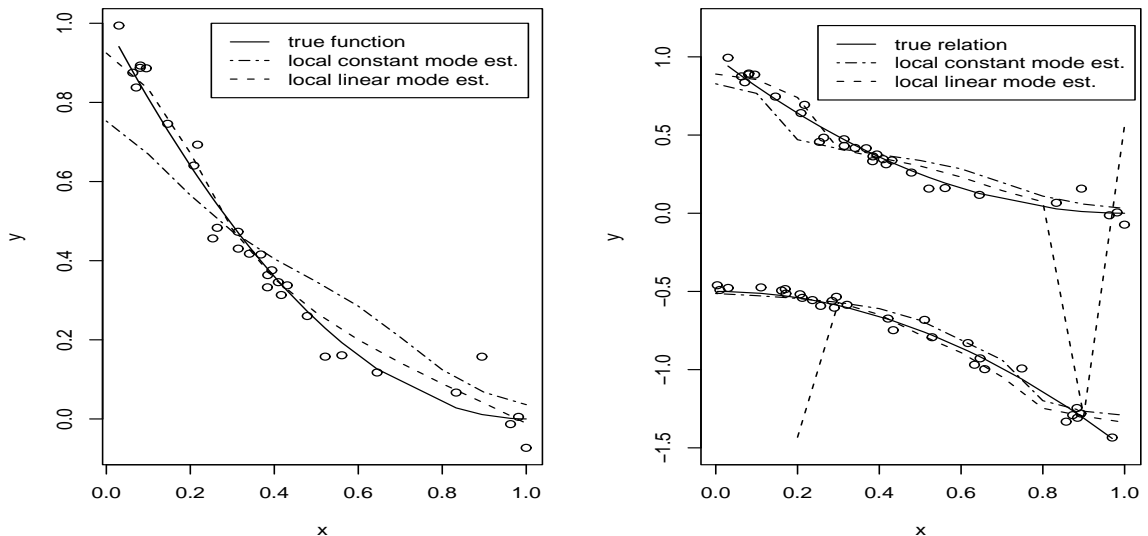 true function
local constant mode est.
local linear mode est.
1.0
0.8
0.6
0.4
0.2
0.0
y
0.0 0.2 0.4 0.6 0.8 1.0
x
true relation
local constant mode est.
local linear mode est.
1.0
0.5
0.0
−0.5
−1.0
−1.5
y
0.0 0.2 0.4 0.6 0.8 1.0
x